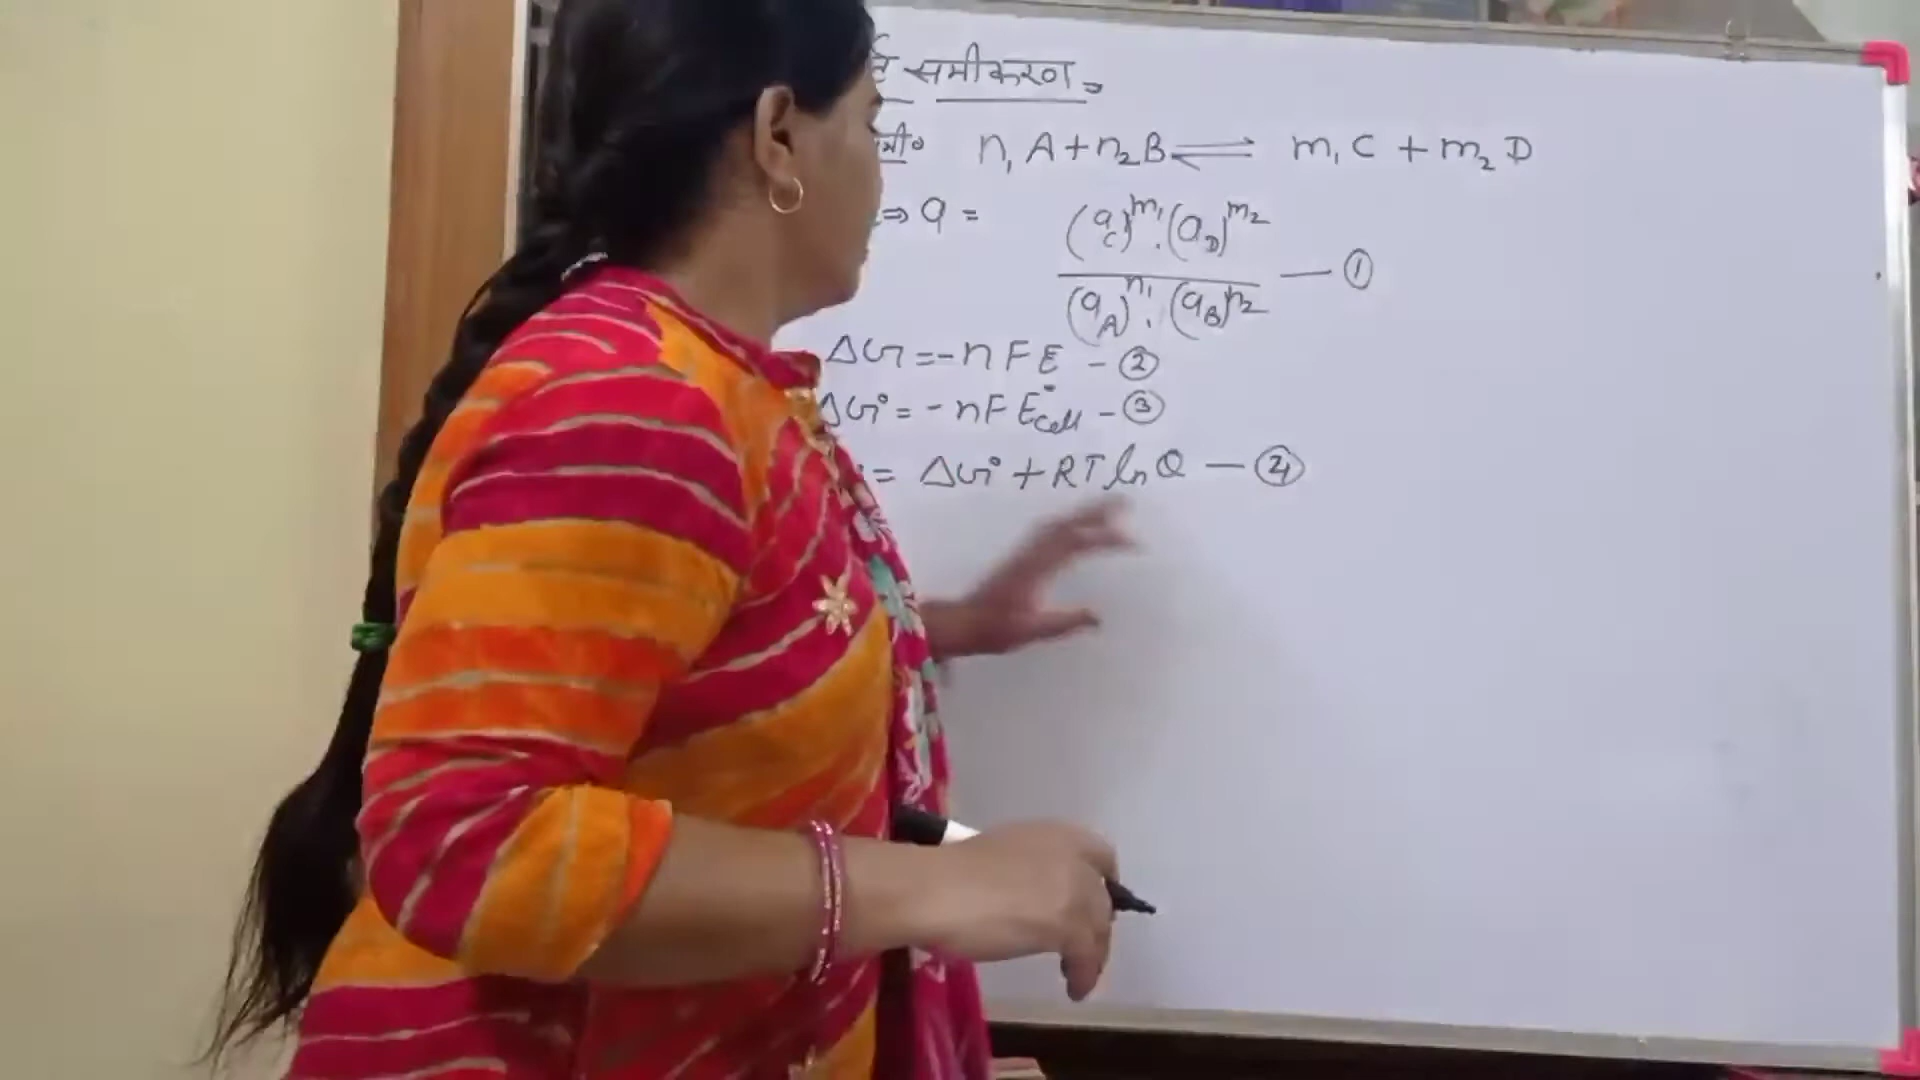 समीकरण =
n₁A + n₂B ⇌ m₁C + m₂D
⇒ Q = (a_C)^m₁ . (a_D)^m₂ / (a_A)^n₁ . (a_B)^n₂ — ①
ΔG = -nFE - ②
ΔG° = -nFE°cell - ③
= ΔG° + RT ln Q — ④